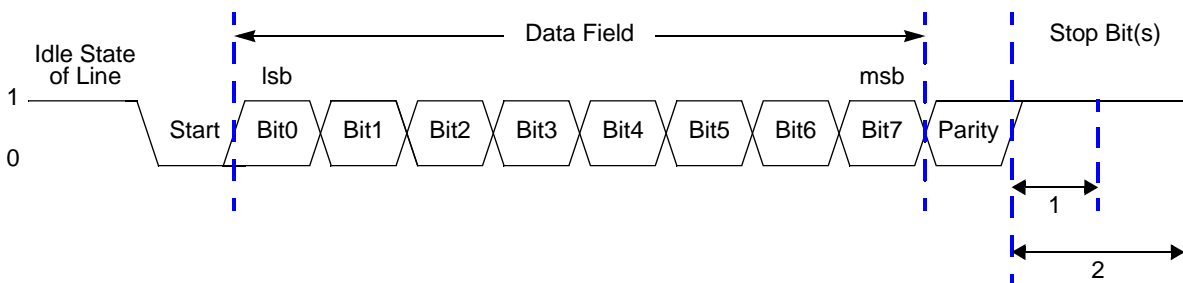 Data Field
Stop Bit(s)
Idle State
of Line
lsb
msb
1
Start
Bit0
Bit1
Bit2
Bit3
Bit4
Bit5
Bit6
Bit7
Parity
0
1
2